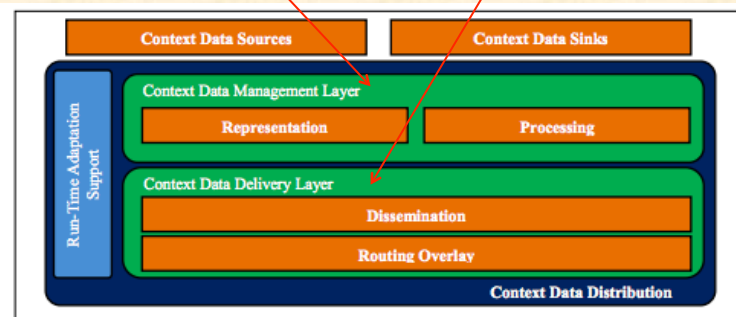 Context Data Sources
Context Data Sinks
Run-Time Adaptation
Support
Context Data Management Layer
Representation
Processing
Context Data Delivery Layer
Dissemination
Routing Overlay
Context Data Distribution